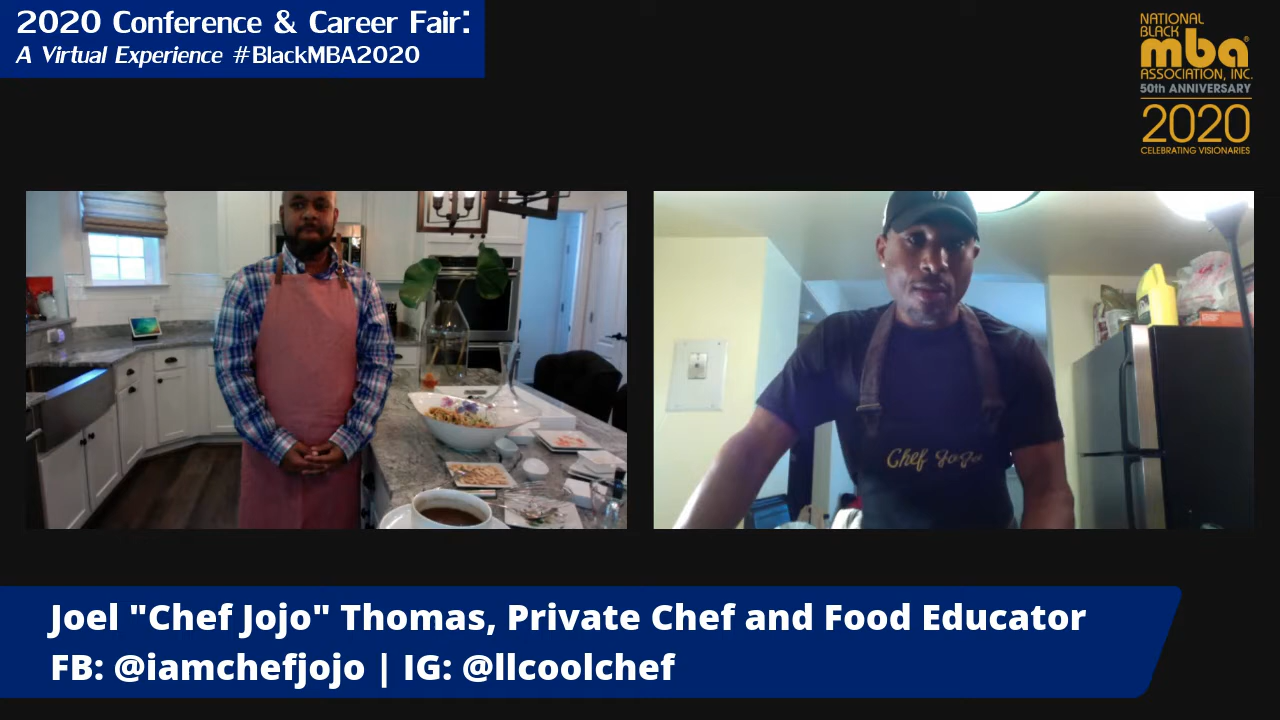 2020 Conference & Career Fair:
A Virtual Experience #BlackMBA2020
NATIONAL
BLACK
mba®
ASSOCIATION, INC.
50th ANNIVERSARY
2020
CELEBRATING VISIONARIES
Chef JoJo
Joel "Chef Jojo" Thomas, Private Chef and Food Educator
FB: @iamchefjojo | IG: @llcoolchef